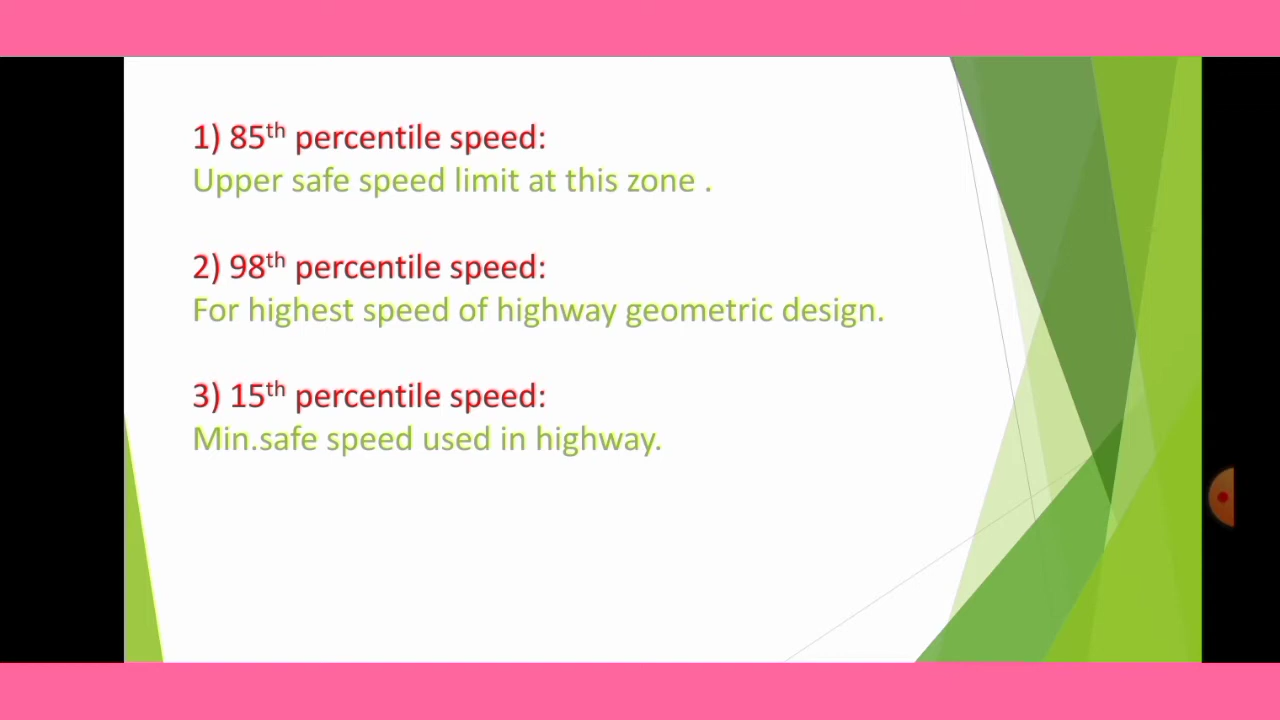 1) 85th percentile speed:
Upper safe speed limit at this zone .
2) 98th percentile speed:
For highest speed of highway geometric design.
3) 15th percentile speed:
Min.safe speed used in highway.